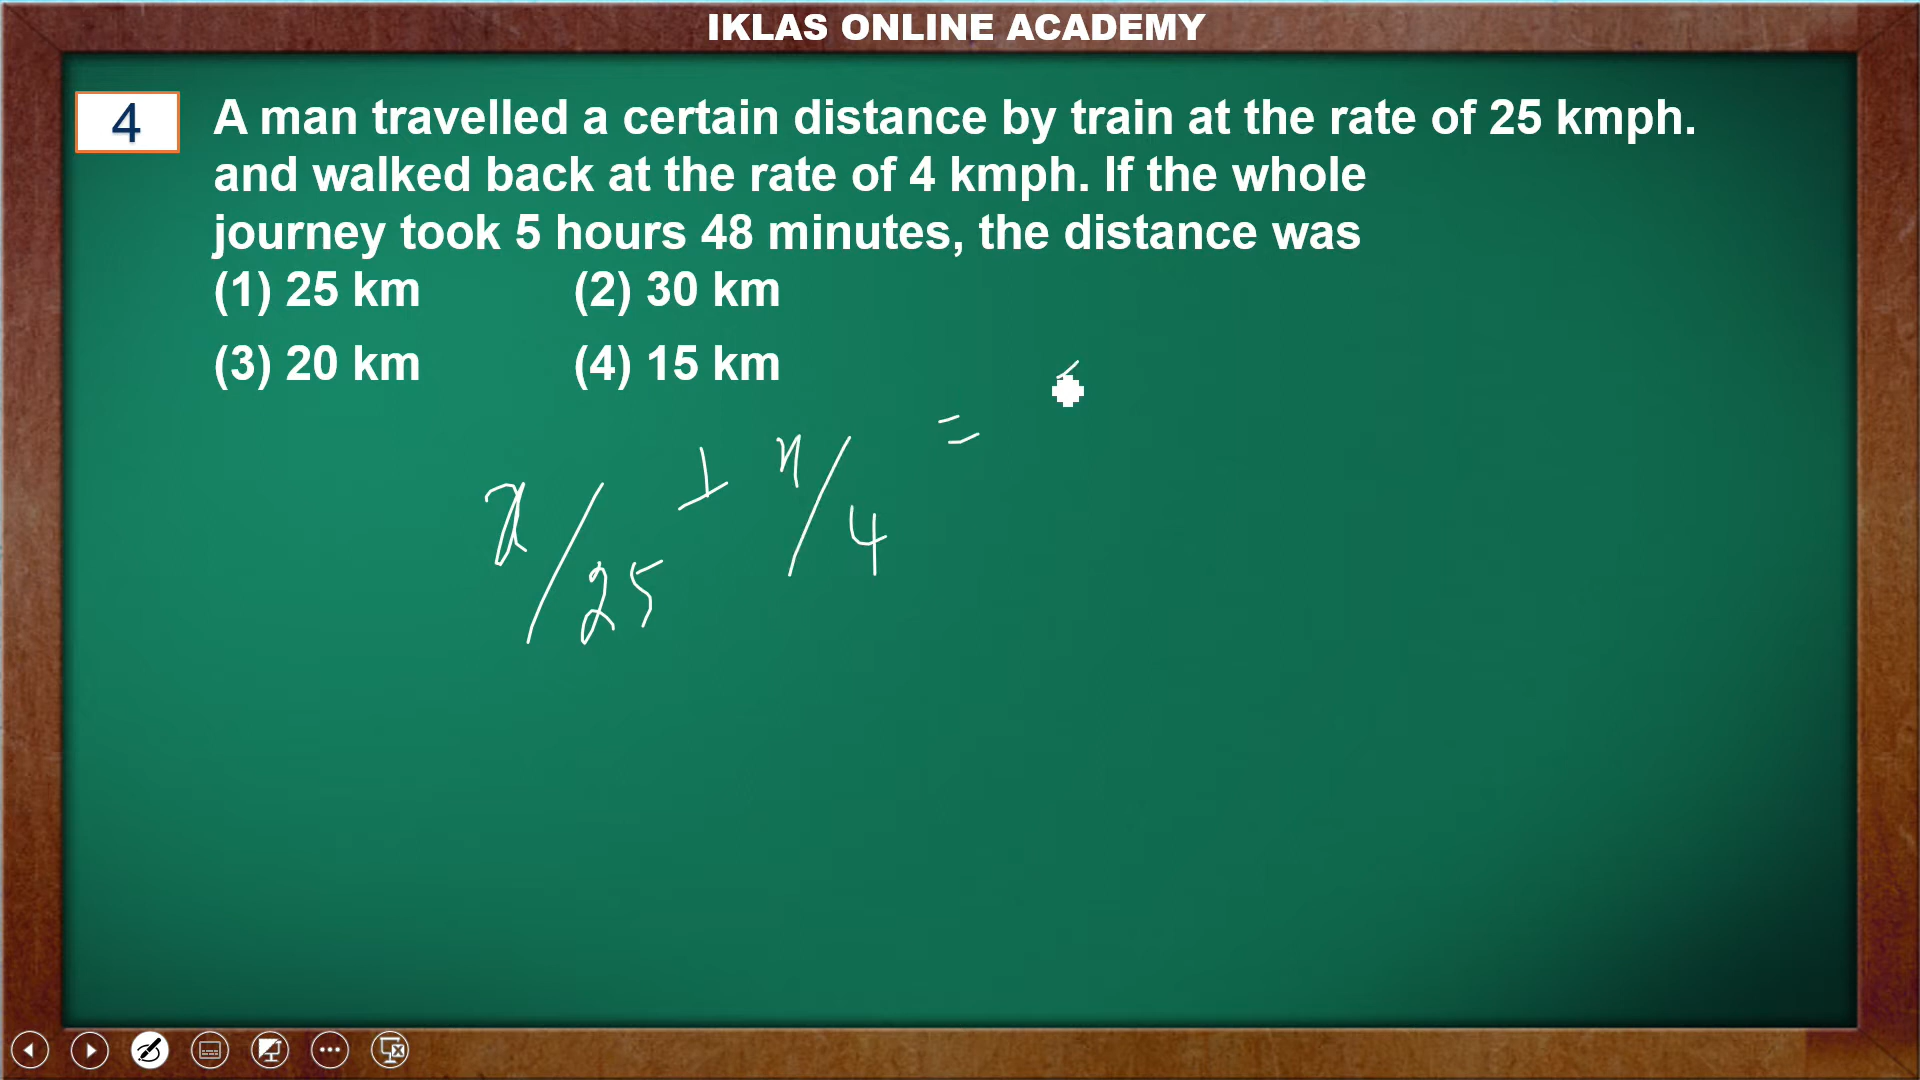 IKLAS ONLINE ACADEMY
4
A man travelled a certain distance by train at the rate of 25 kmph.
and walked back at the rate of 4 kmph. If the whole
journey took 5 hours 48 minutes, the distance was
(1) 25 km (2) 30 km
(3) 20 km (4) 15 km
x/25 + x/4 =